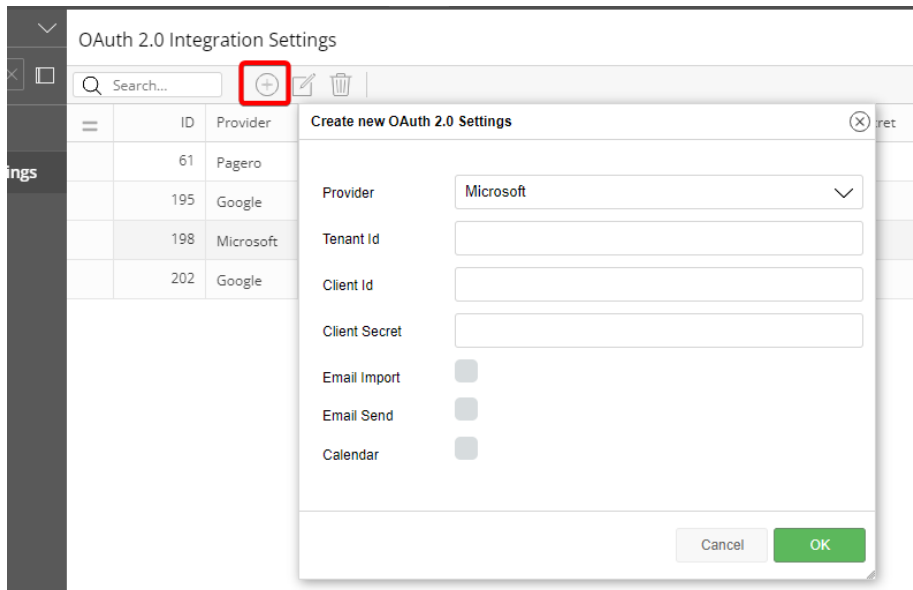 OAuth 2.0 Integration Settings
Search...
ings
ID Provider
61 Pagero
195 Google
198 Microsoft
202 Google
Create new OAuth 2.0 Settings
ret
Provider Microsoft
Tenant Id
Client Id
Client Secret
Email Import
Email Send
Calendar
Cancel OK